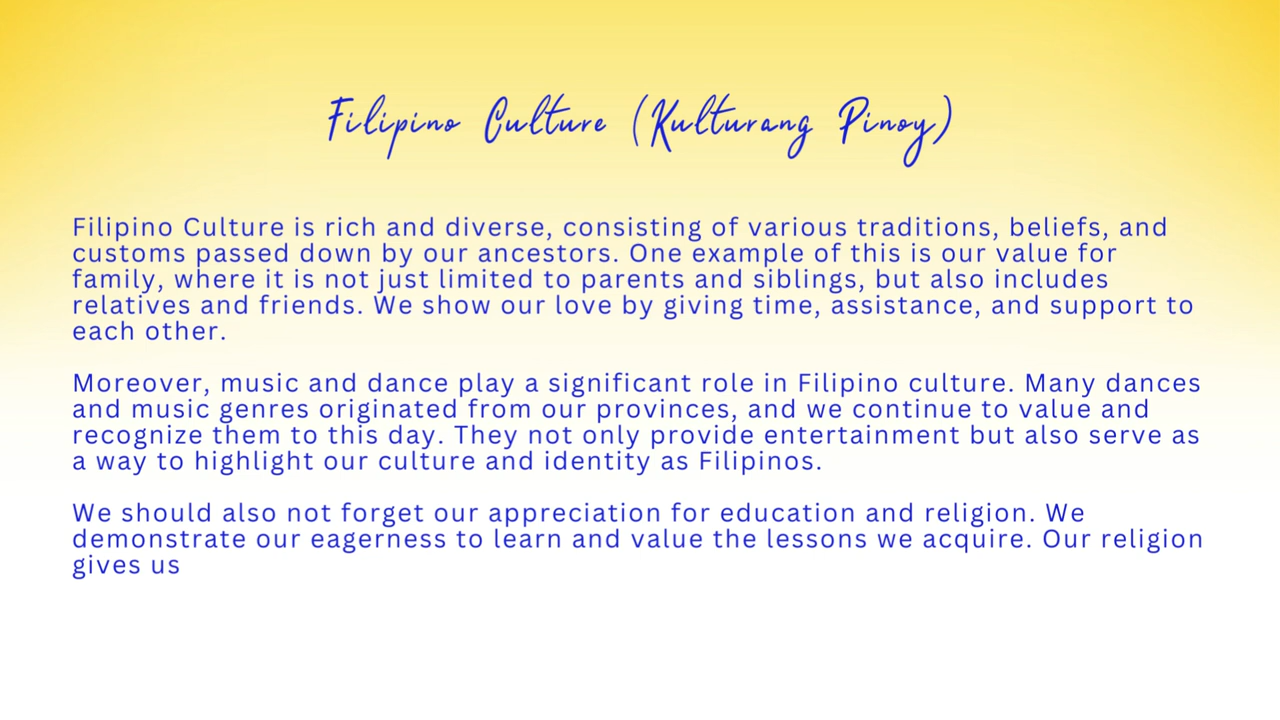 Filipino Culture (Kulturang Pinoy)
Filipino Culture is rich and diverse, consisting of various traditions, beliefs, and
customs passed down by our ancestors. One example of this is our value for
family, where it is not just limited to parents and siblings, but also includes
relatives and friends. We show our love by giving time, assistance, and support to
each other.
Moreover, music and dance play a significant role in Filipino culture. Many dances
and music genres originated from our provinces, and we continue to value and
recognize them to this day. They not only provide entertainment but also serve as
a way to highlight our culture and identity as Filipinos.
We should also not forget our appreciation for education and religion. We
demonstrate our eagerness to learn and value the lessons we acquire. Our religion
gives us